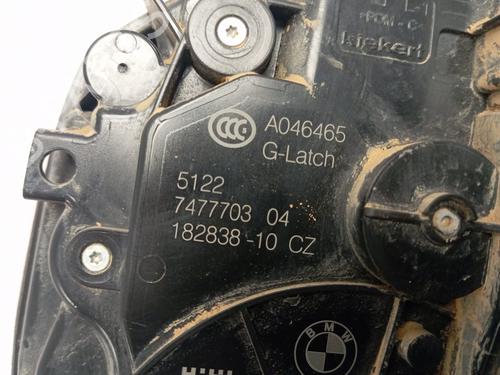 Kiekert
CCC A046465
G-Latch
5122
7477703 04
182838-10 CZ
BMW